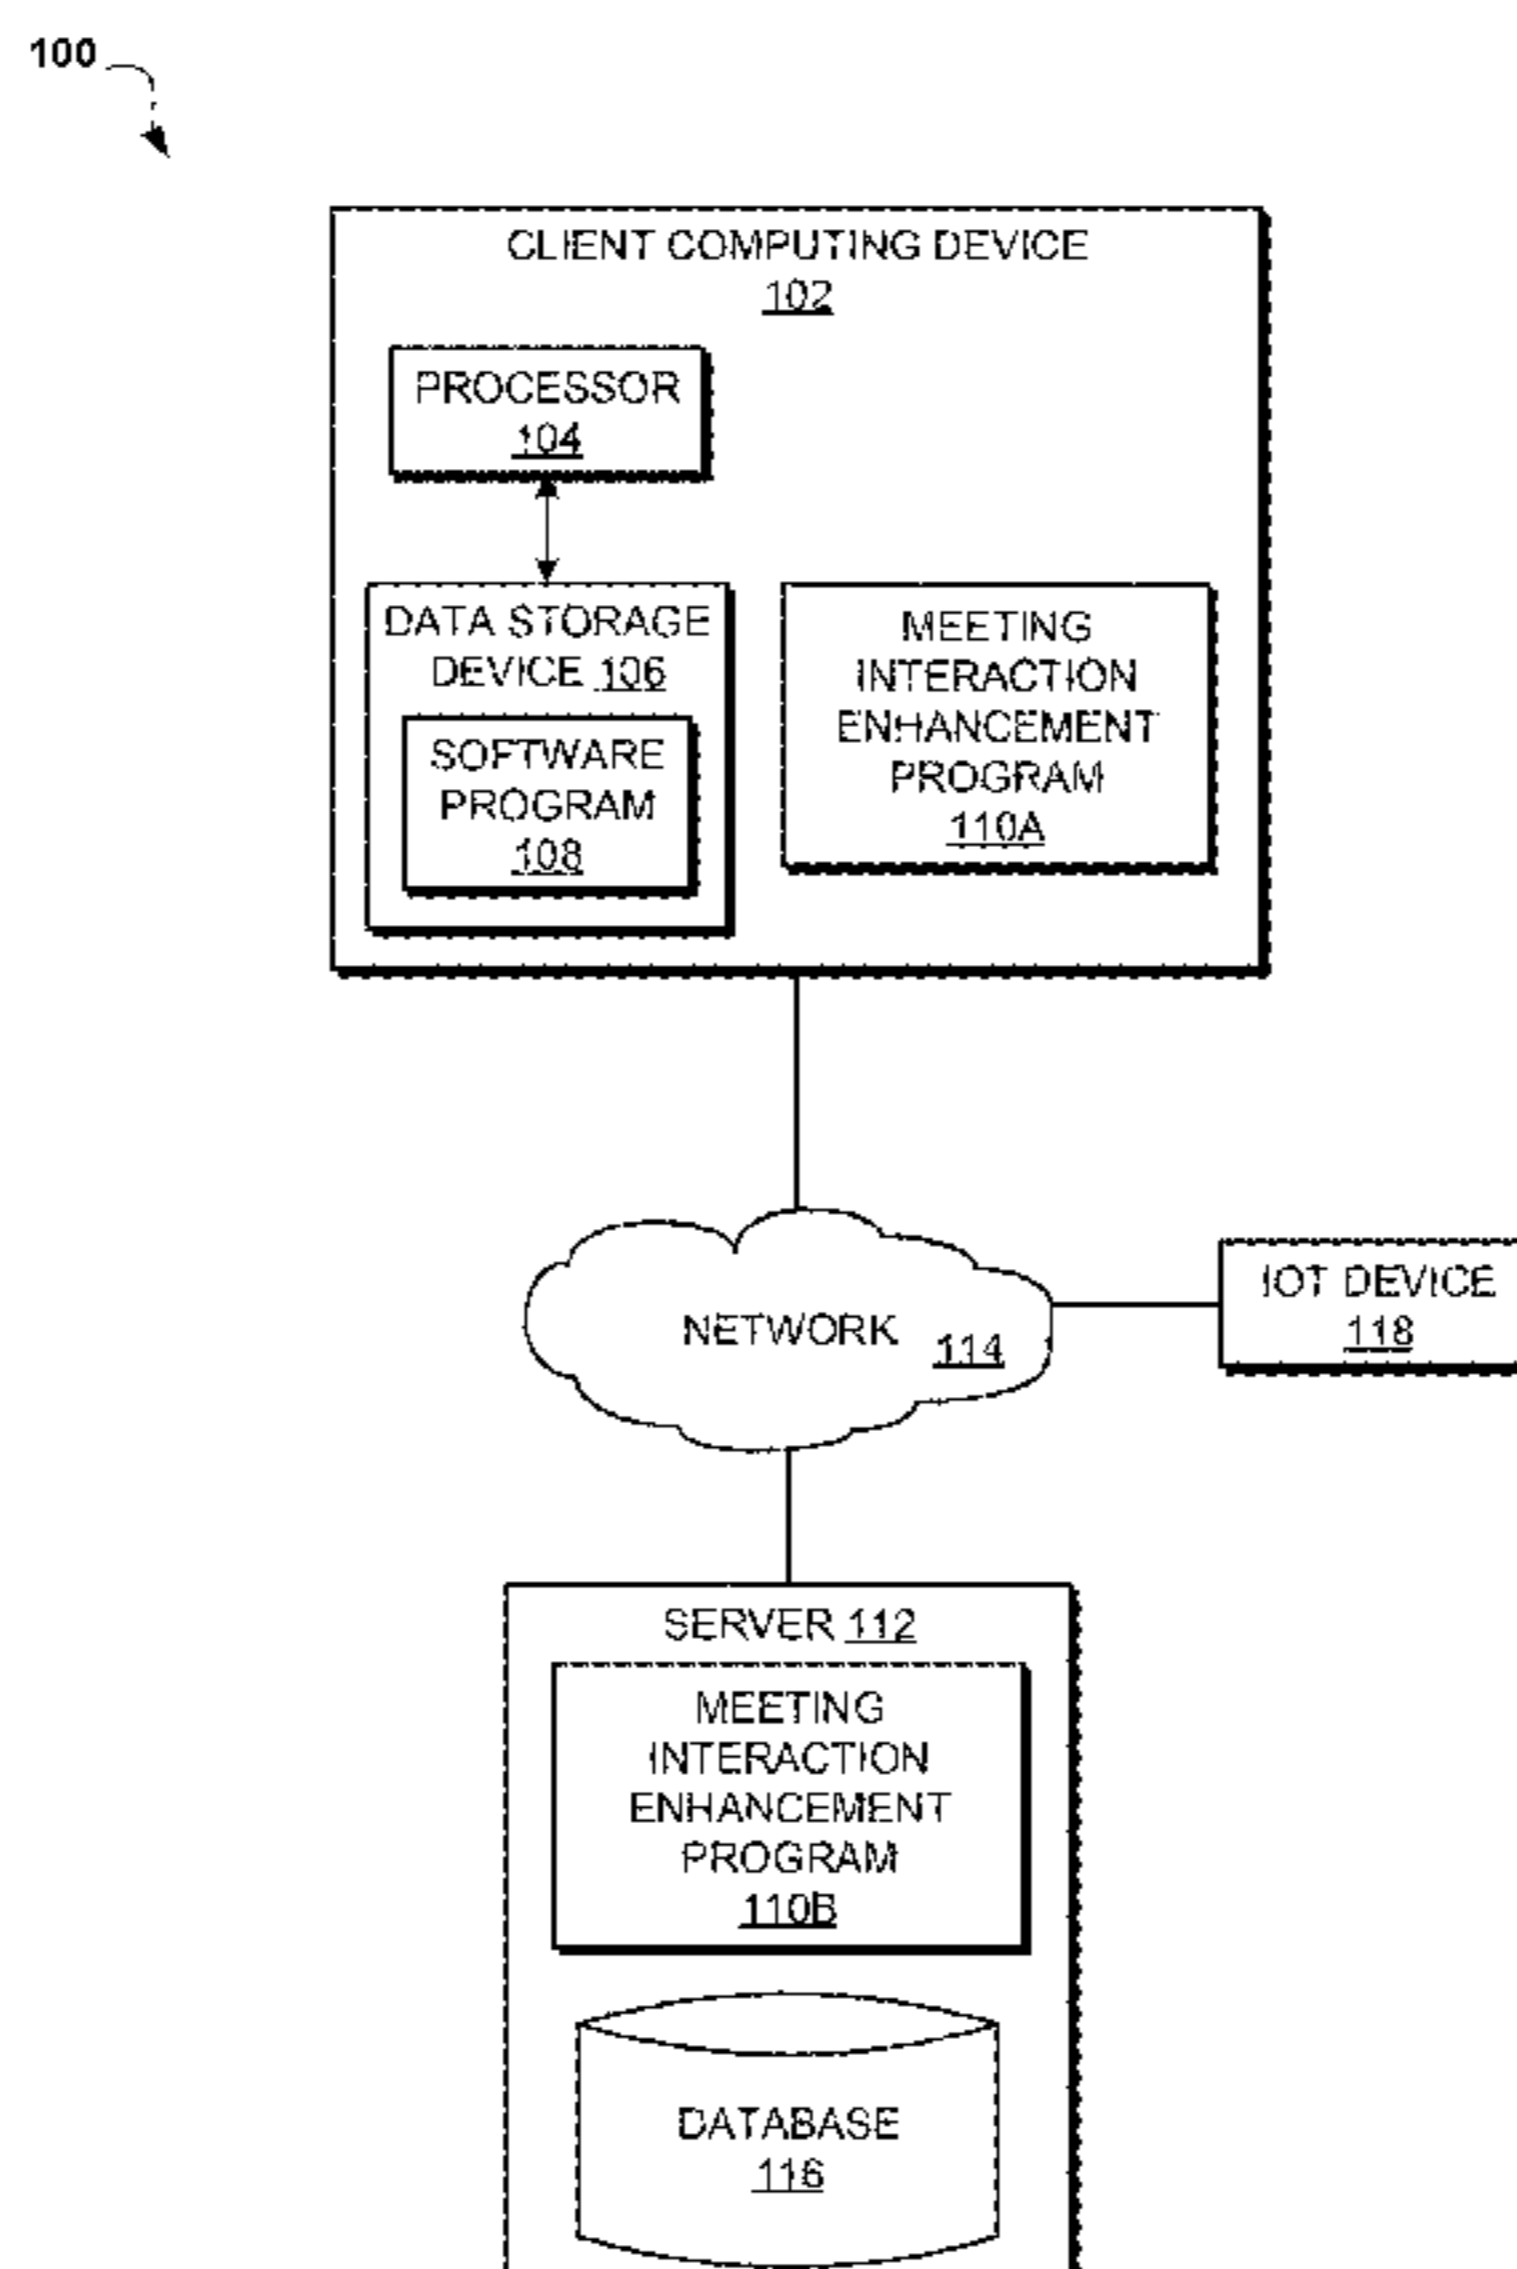 100
CLIENT COMPUTING DEVICE
102
PROCESSOR
104
DATA STORAGE
DEVICE 106
SOFTWARE
PROGRAM
108
MEETING
INTERACTION
ENHANCEMENT
PROGRAM
110A
NETWORK 114
IOT DEVICE
118
SERVER 112
MEETING
INTERACTION
ENHANCEMENT
PROGRAM
110B
DATABASE
116